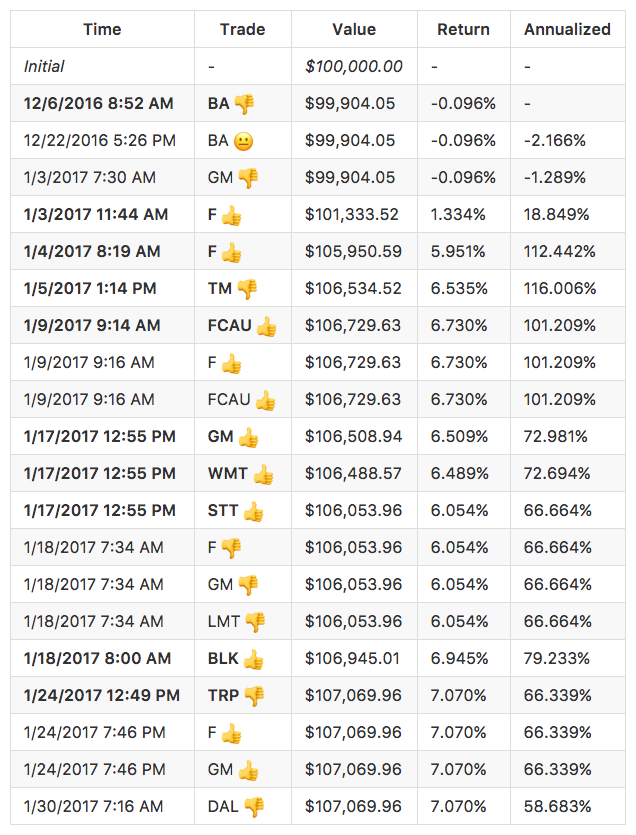 Time Trade Value Return Annualized
Initial - $100,000.00 - -
12/6/2016 8:52 AM BA 👎 $99,904.05 -0.096% -
12/22/2016 5:26 PM BA 😐 $99,904.05 -0.096% -2.166%
1/3/2017 7:30 AM GM 👎 $99,904.05 -0.096% -1.289%
1/3/2017 11:44 AM F 👍 $101,333.52 1.334% 18.849%
1/4/2017 8:19 AM F 👍 $105,950.59 5.951% 112.442%
1/5/2017 1:14 PM TM 👎 $106,534.52 6.535% 116.006%
1/9/2017 9:14 AM FCAU 👍 $106,729.63 6.730% 101.209%
1/9/2017 9:16 AM F 👍 $106,729.63 6.730% 101.209%
1/9/2017 9:16 AM FCAU 👍 $106,729.63 6.730% 101.209%
1/17/2017 12:55 PM GM 👍 $106,508.94 6.509% 72.981%
1/17/2017 12:55 PM WMT 👍 $106,488.57 6.489% 72.694%
1/17/2017 12:55 PM STT 👍 $106,053.96 6.054% 66.664%
1/18/2017 7:34 AM F 👎 $106,053.96 6.054% 66.664%
1/18/2017 7:34 AM GM 👎 $106,053.96 6.054% 66.664%
1/18/2017 7:34 AM LMT 👎 $106,053.96 6.054% 66.664%
1/18/2017 8:00 AM BLK 👍 $106,945.01 6.945% 79.233%
1/24/2017 12:49 PM TRP 👎 $107,069.96 7.070% 66.339%
1/24/2017 7:46 PM F 👍 $107,069.96 7.070% 66.339%
1/24/2017 7:46 PM GM 👍 $107,069.96 7.070% 66.339%
1/30/2017 7:16 AM DAL 👎 $107,069.96 7.070% 58.683%